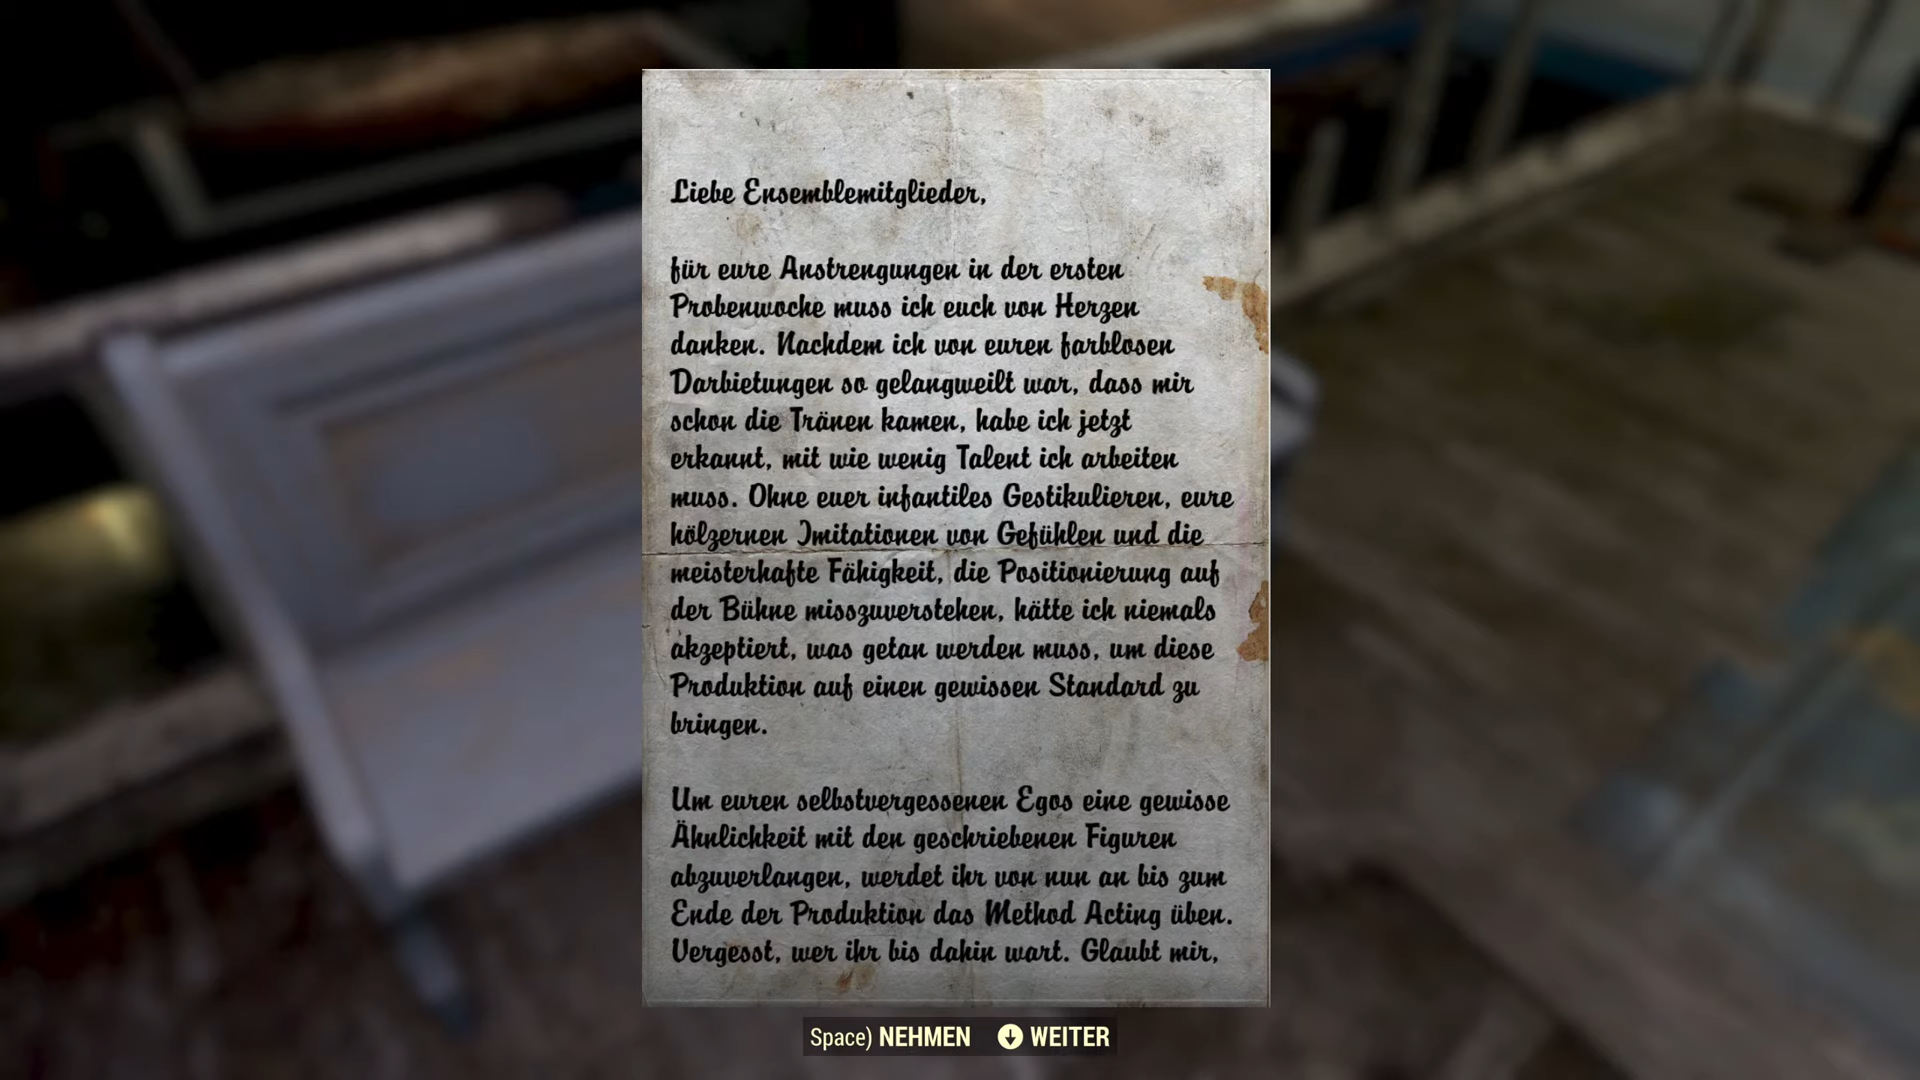 Liebe Ensemblemitglieder,
für eure Anstrengungen in der ersten
Probenwoche muss ich euch von Herzen
danken. Nachdem ich von euren farblosen
Darbietungen so gelangweilt war, dass mir
schon die Tränen kamen, habe ich jetzt
erkannt, mit wie wenig Talent ich arbeiten
muss. Ohne euer infantiles Gestikulieren, eure
hölzernen Imitationen von Gefühlen und die
meisterhafte Fähigkeit, die Positionierung auf
der Bühne misszuverstehen, hätte ich niemals
akzeptiert, was getan werden muss, um diese
Produktion auf einen gewissen Standard zu
bringen.
Um euren selbstvergessenen Egos eine gewisse
Ähnlichkeit mit den geschriebenen Figuren
abzuverlangen, werdet ihr von nun an bis zum
Ende der Produktion das Method Acting üben.
Vergesst, wer ihr bis dahin wart. Glaubt mir,
Space) NEHMEN WEITER